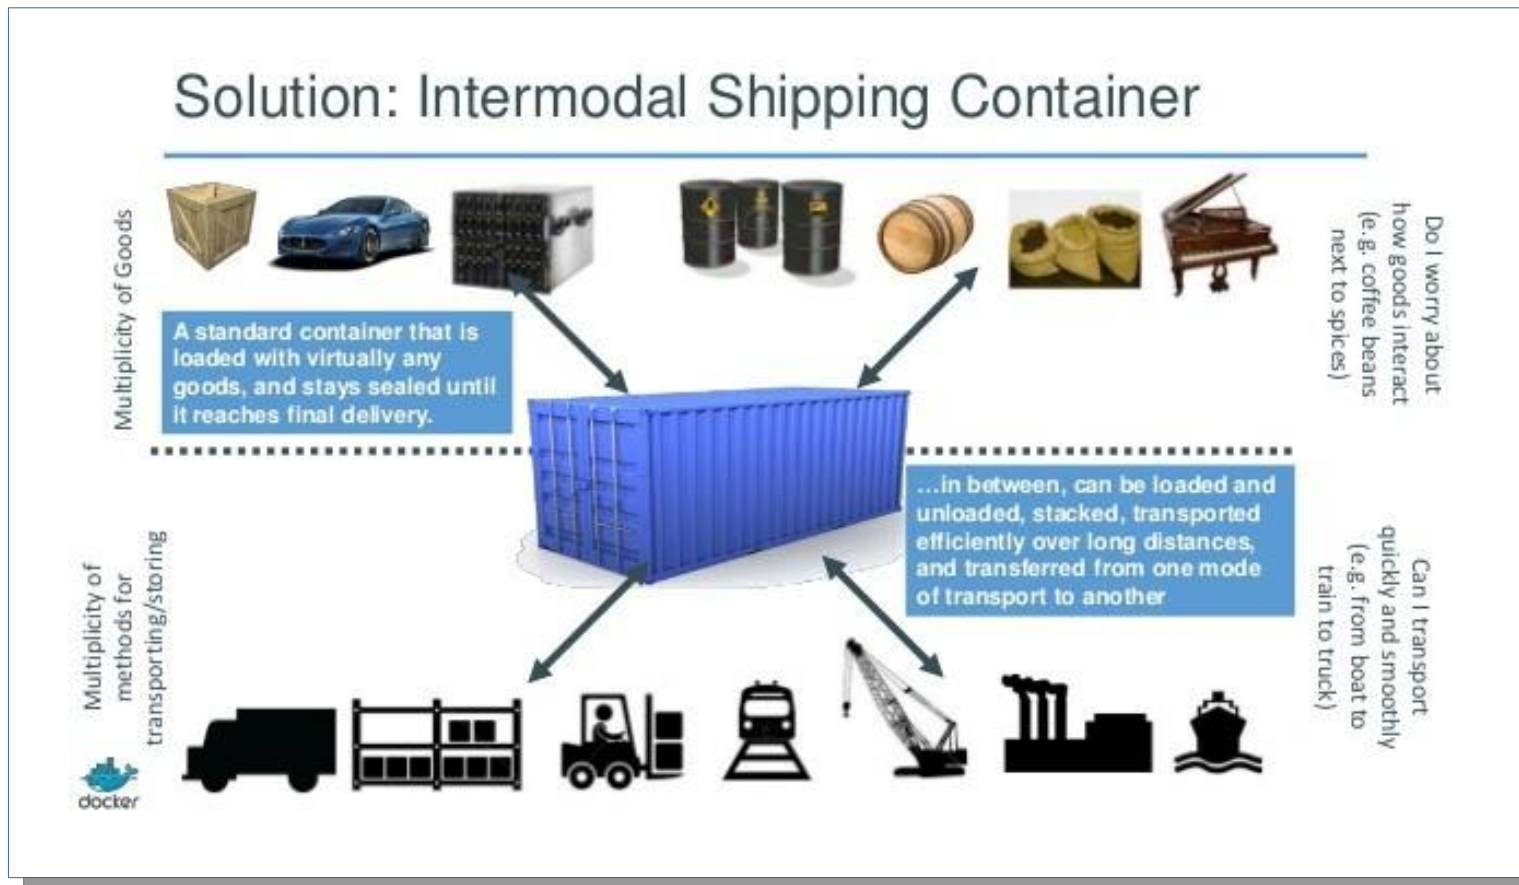 Solution: Intermodal Shipping Container
Multiplicity of Goods
A standard container that is
loaded with virtually any
goods, and stays sealed until
it reaches final delivery.
Do I worry about
how goods interact
(e.g. coffee beans
next to spices)
Multiplicity of
methods for
transporting/storing
...in between, can be loaded and
unloaded, stacked, transported
efficiently over long distances,
and transferred from one mode
of transport to another
Can I transport
quickly and smoothly
(e.g. from boat to
train to truck)
docker